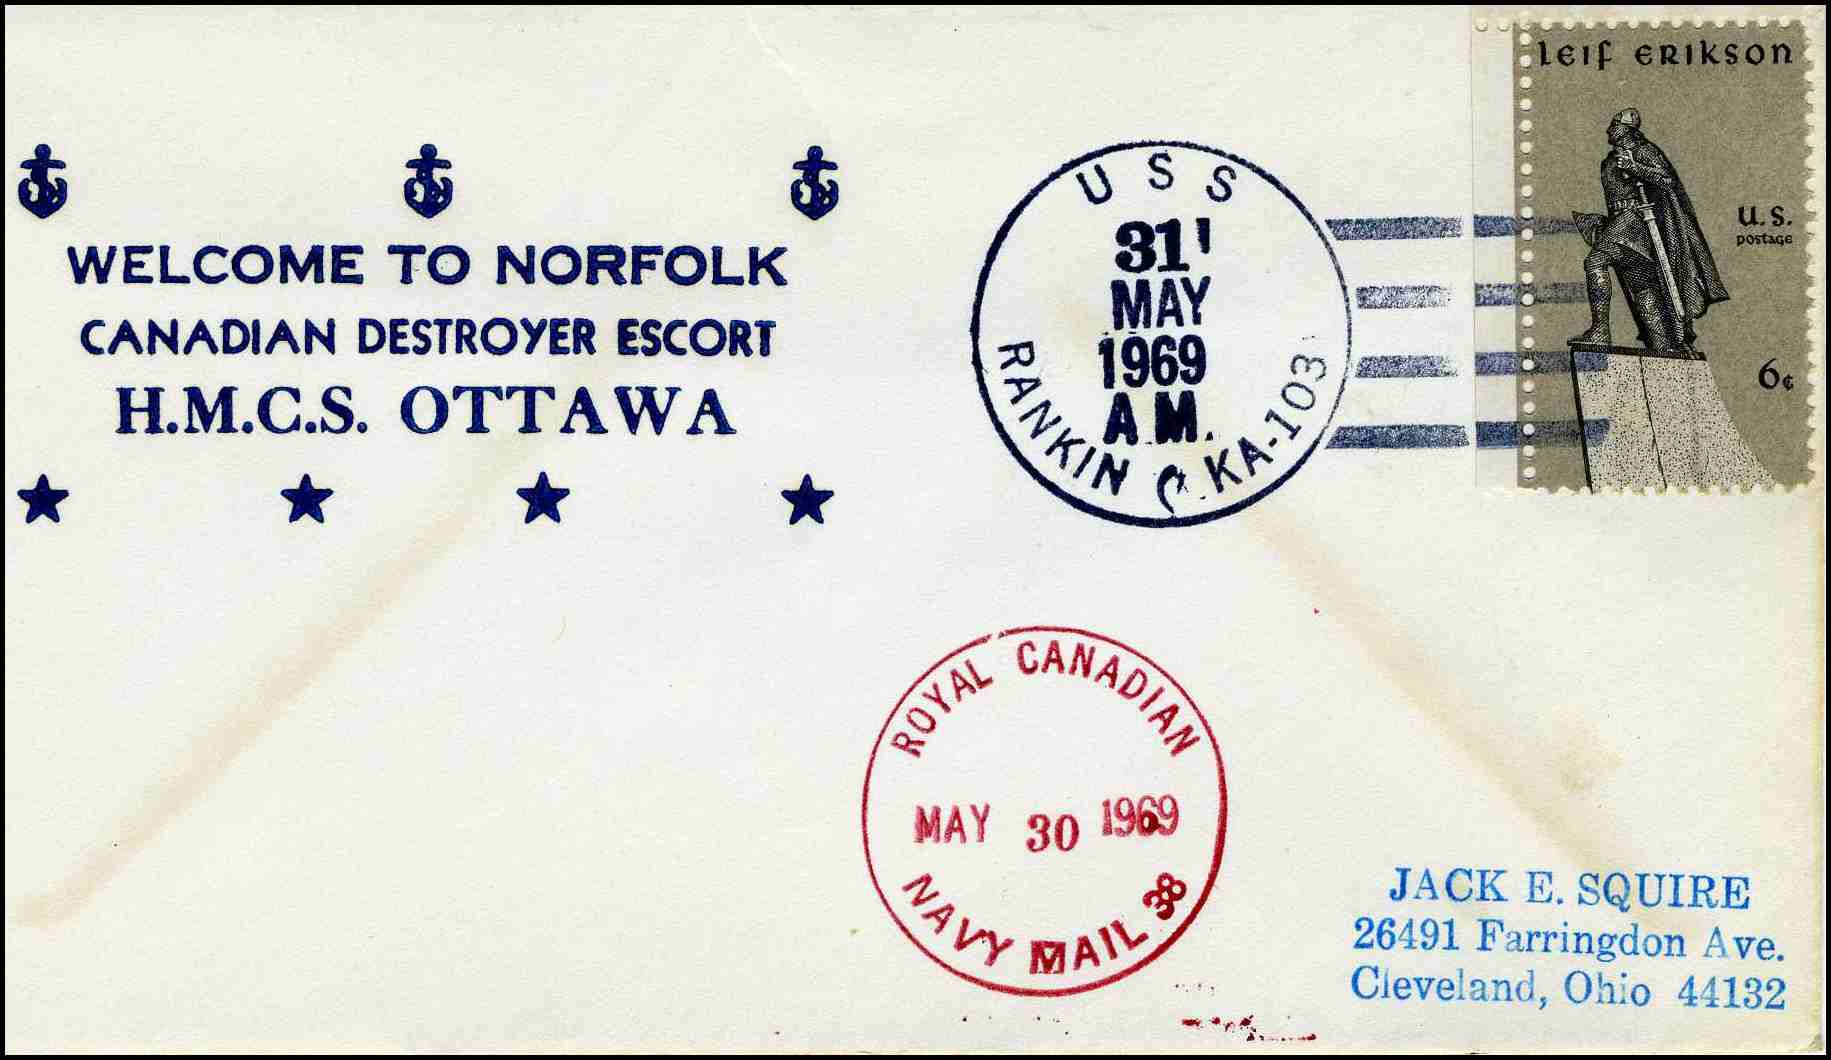 WELCOME TO NORFOLK
CANADIAN DESTROYER ESCORT
H.M.C.S. OTTAWA
USS
RANKIN KA-103
31
MAY
1969
A.M.
Leif Erikson
U.S.
postage
6¢
ROYAL CANADIAN
MAY 30 1969
NAVY MAIL 38
JACK E. SQUIRE
26491 Farringdon Ave.
Cleveland, Ohio 44132